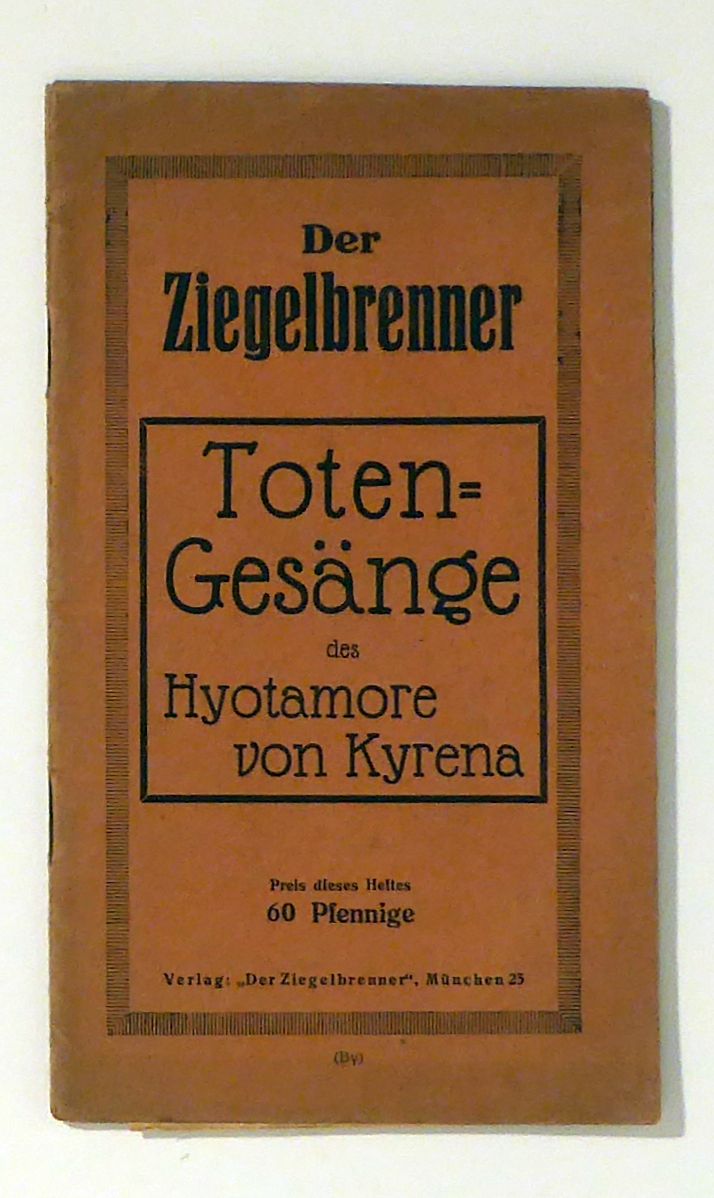 Der
Ziegelbrenner
Toten=
Gesänge
des
Hyotamore
von Kyrena
Preis dieses Heftes
60 Pfennige
Verlag: „Der Ziegelbrenner“, München 23
(By)